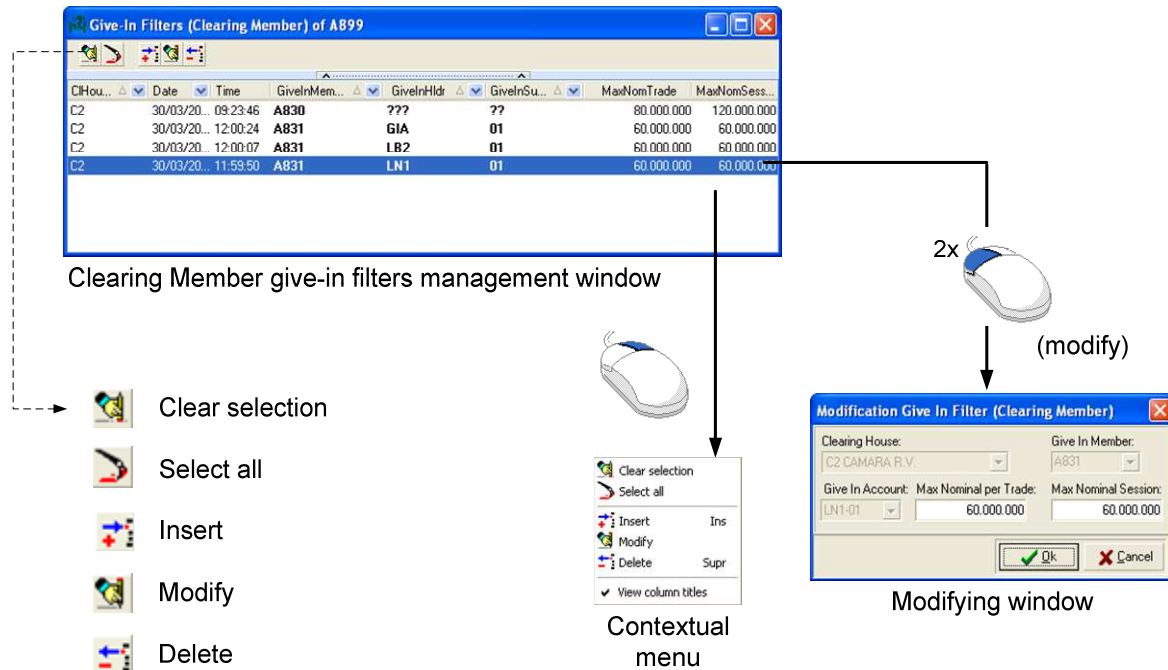 Give-In Filters (Clearing Member) of A899
ClHou... Date Time GiveInMem... GiveInHldr GiveInSu... MaxNomTrade MaxNomSess...
C2 30/03/20... 09:23:46 A830 ??? ?? 80.000.000 120.000.000
C2 30/03/20... 12:00:24 A831 GIA 01 60.000.000 60.000.000
C2 30/03/20... 12:00:07 A831 LB2 01 60.000.000 60.000.000
C2 30/03/20... 11:59:50 A831 LN1 01 60.000.000 60.000.000
Clearing Member give-in filters management window
2x
(modify)
Clear selection
Select all
Insert
Modify
Delete
Clear selection
Select all
Insert Ins
Modify
Delete Supr
View column titles
Contextual
menu
Modification Give In Filter (Clearing Member)
Clearing House: Give In Member:
C2 CAMARA R.V. A831
Give In Account: Max Nominal per Trade: Max Nominal Session:
LN1-01 60.000.000 60.000.000
Ok Cancel
Modifying window